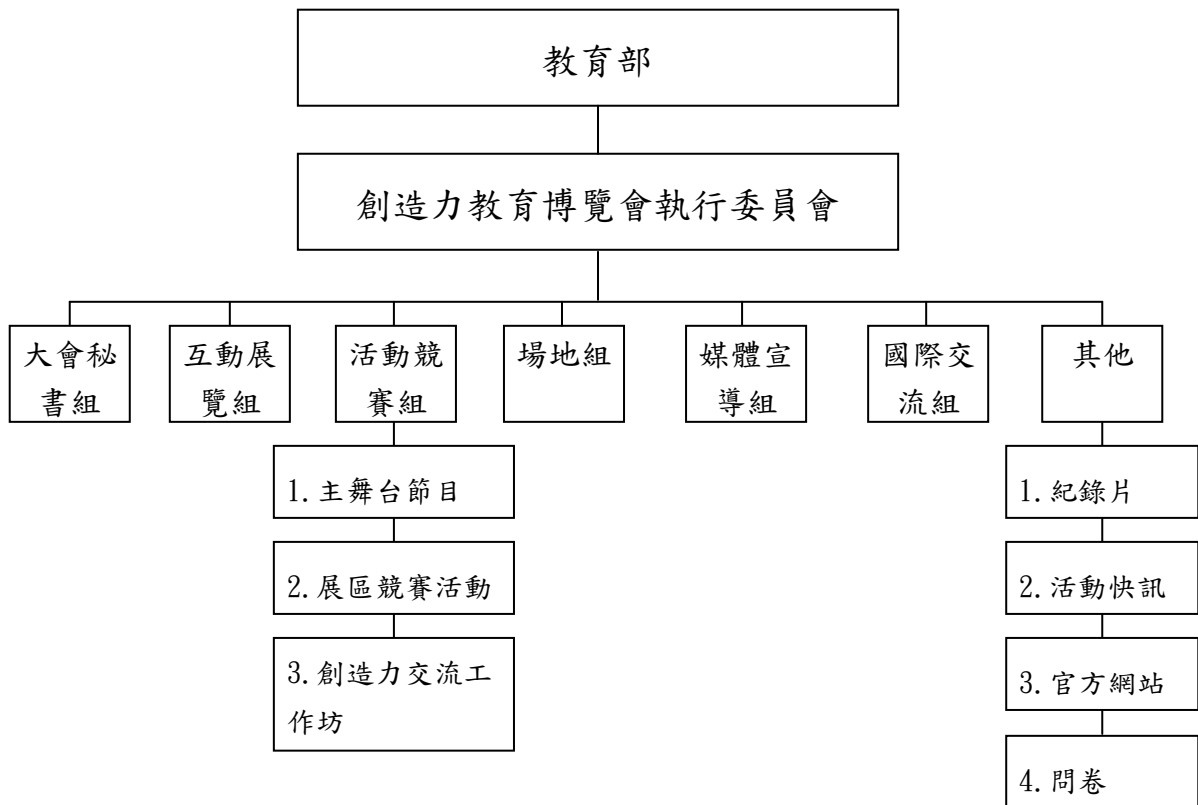 教育部
創造力教育博覽會執行委員會
大會秘
書組
互動展
覽組
活動競
賽組
場地組
媒體宣
導組
國際交
流組
其他
1.主舞台節目
2.展區競賽活動
3.創造力交流工
作坊
1.紀錄片
2.活動快訊
3.官方網站
4.問卷